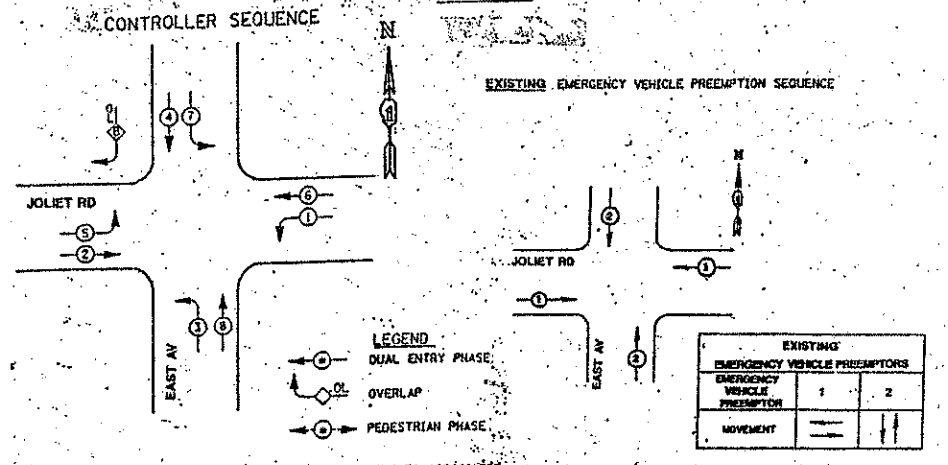 CONTROLLER SEQUENCE
N
EXISTING EMERGENCY VEHICLE PREEMPTION SEQUENCE
OL
4 7
6
1
JOLIET RD
5
2
3 8
EAST AV
LEGEND
* DUAL ENTRY PHASE
OL OVERLAP
* PEDESTRIAN PHASE
N
2
JOLIET RD
1
1
2
EAST AV
EXISTING
EMERGENCY VEHICLE PREEMPTORS
EMERGENCY
VEHICLE
PREEMPTOR
1 2
MOVEMENT